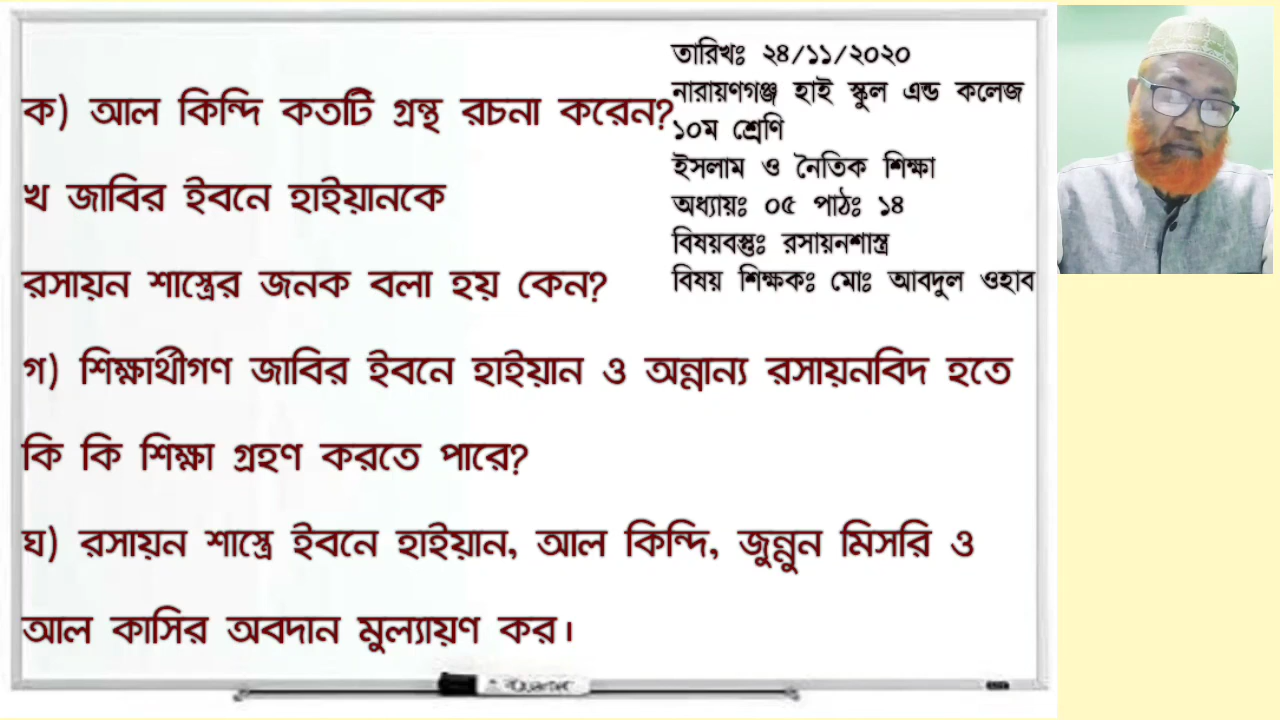 তারিখঃ ২৪/১১/২০২০
নারায়ণগঞ্জ হাই স্কুল এন্ড কলেজ
১০ম শ্রেণি
ইসলাম ও নৈতিক শিক্ষা
অধ্যায়ঃ ০৫ পাঠঃ ১৪
বিষয়বস্তুঃ রসায়নশাস্ত্র
বিষয় শিক্ষকঃ মোঃ আবদুল ওহাব
ক) আল কিন্দি কতটি গ্রন্থ রচনা করেন?
খ জাবির ইবনে হাইয়ানকে
রসায়ন শাস্ত্রের জনক বলা হয় কেন?
গ) শিক্ষার্থীগণ জাবির ইবনে হাইয়ান ও অন্নান্য রসায়নবিদ হতে
কি কি শিক্ষা গ্রহণ করতে পারে?
ঘ) রসায়ন শাস্ত্রে ইবনে হাইয়ান, আল কিন্দি, জুন্নুন মিসরি ও
আল কাসির অবদান মুল্যায়ণ কর।